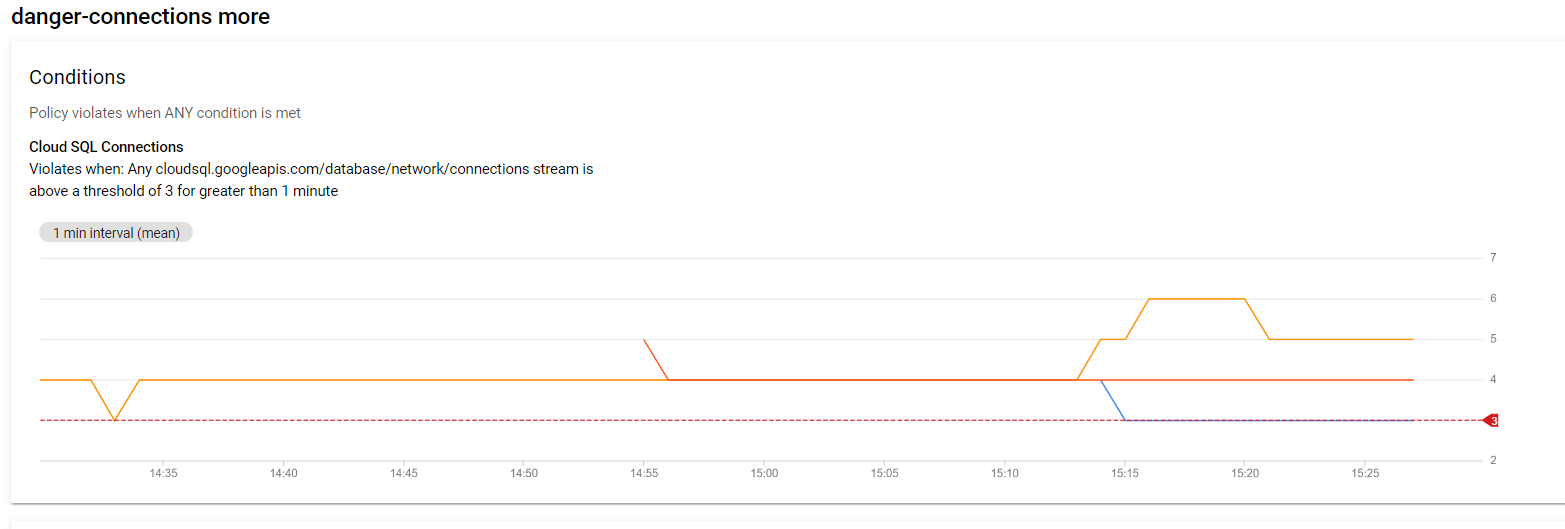 danger-connections more
Conditions
Policy violates when ANY condition is met
Cloud SQL Connections
Violates when: Any cloudsql.googleapis.com/database/network/connections stream is
above a threshold of 3 for greater than 1 minute
1 min interval (mean)
7
6
5
4
3
2
14:35 14:40 14:45 14:50 14:55 15:00 15:05 15:10 15:15 15:20 15:25